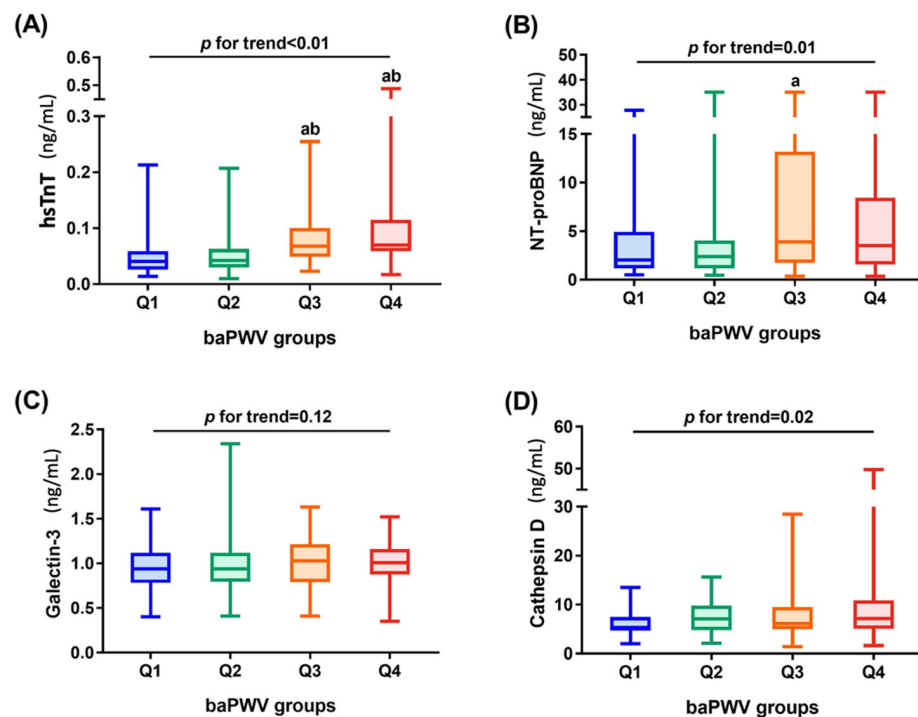 (A)
p for trend<0.01
hsTnT (ng/mL)
0.6
0.5
0.3
0.2
0.1
0.0
ab
ab
Q1 Q2 Q3 Q4
baPWV groups
(B)
p for trend=0.01
NT-proBNP (ng/mL)
50
40
30
20
15
10
5
0
a
Q1 Q2 Q3 Q4
baPWV groups
(C)
p for trend=0.12
Galectin-3 (ng/mL)
2.5
2.0
1.5
1.0
0.5
0.0
Q1 Q2 Q3 Q4
baPWV groups
(D)
p for trend=0.02
Cathepsin D (ng/mL)
60
50
30
20
10
0
Q1 Q2 Q3 Q4
baPWV groups